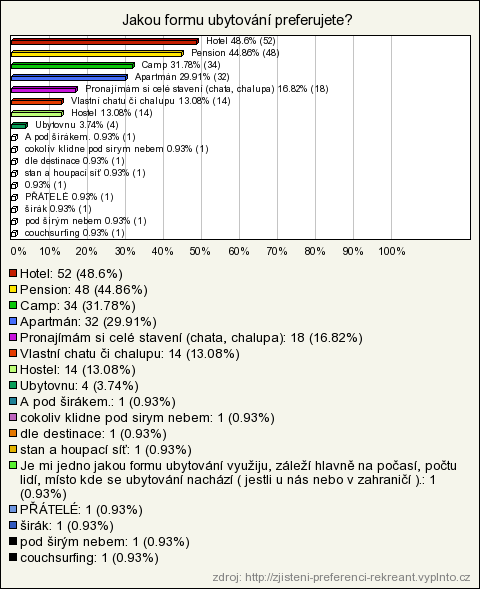 Jakou formu ubytování preferujete?
Hotel 48.6% (52)
Pension 44.86% (48)
Camp 31.78% (34)
Apartmán 29.91% (32)
Pronajímám si celé stavení (chata, chalupa) 16.82% (18)
Vlastní chatu či chalupu 13.08% (14)
Hostel 13.08% (14)
Ubytovnu 3.74% (4)
A pod širákem. 0.93% (1)
cokoliv klidne pod sirym nebem 0.93% (1)
dle destinace 0.93% (1)
stan a houpací síť 0.93% (1)
0.93% (1)
PŘÁTELÉ 0.93% (1)
širák 0.93% (1)
pod širým nebem 0.93% (1)
couchsurfing 0.93% (1)
0% 10% 20% 30% 40% 50% 60% 70% 80% 90% 100%
Hotel: 52 (48.6%)
Pension: 48 (44.86%)
Camp: 34 (31.78%)
Apartmán: 32 (29.91%)
Pronajímám si celé stavení (chata, chalupa): 18 (16.82%)
Vlastní chatu či chalupu: 14 (13.08%)
Hostel: 14 (13.08%)
Ubytovnu: 4 (3.74%)
A pod širákem.: 1 (0.93%)
cokoliv klidne pod sirym nebem: 1 (0.93%)
dle destinace: 1 (0.93%)
stan a houpací síť: 1 (0.93%)
Je mi jedno jakou formu ubytování využiju, záleží hlavně na počasí, počtu
lidí, místo kde se ubytování nachází ( jestli u nás nebo v zahraničí ).: 1
(0.93%)
PŘÁTELÉ: 1 (0.93%)
širák: 1 (0.93%)
pod širým nebem: 1 (0.93%)
couchsurfing: 1 (0.93%)
zdroj: http://zjisteni-preferenci-rekreant.vyplnto.cz